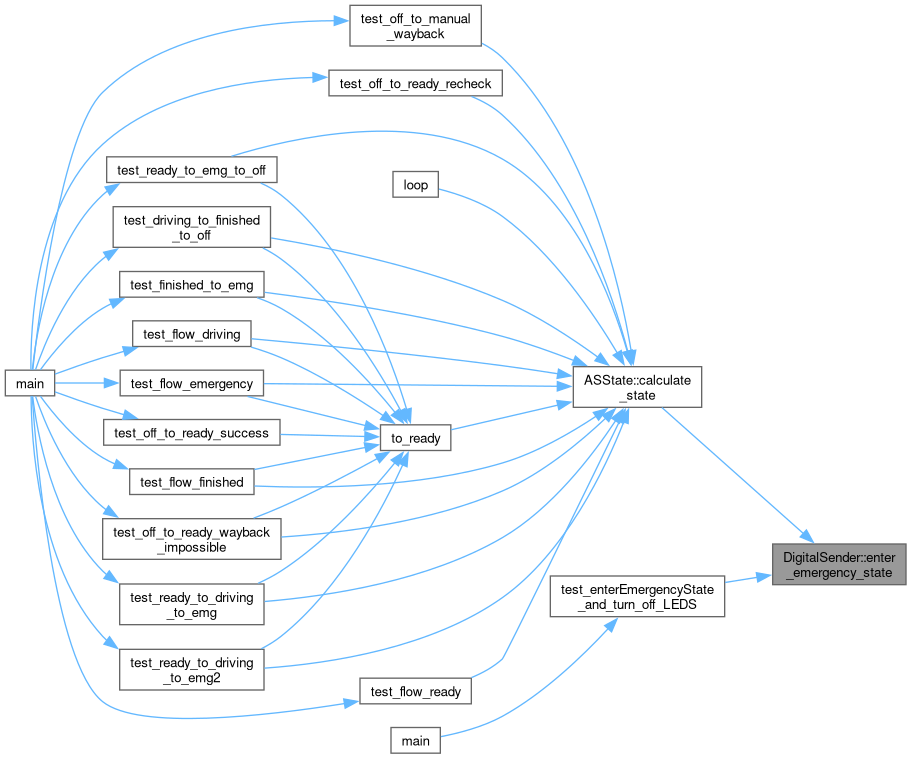 test_off_to_manual
_wayback
test_off_to_ready_recheck
test_ready_to_emg_to_off
loop
test_driving_to_finished
_to_off
test_finished_to_emg
test_flow_driving
main
test_flow_emergency
ASState::calculate
_state
test_off_to_ready_success
to_ready
test_flow_finished
test_off_to_ready_wayback
_impossible
DigitalSender::enter
_emergency_state
test_ready_to_driving
_to_emg
test_enterEmergencyState
_and_turn_off_LEDS
test_ready_to_driving
_to_emg2
test_flow_ready
main